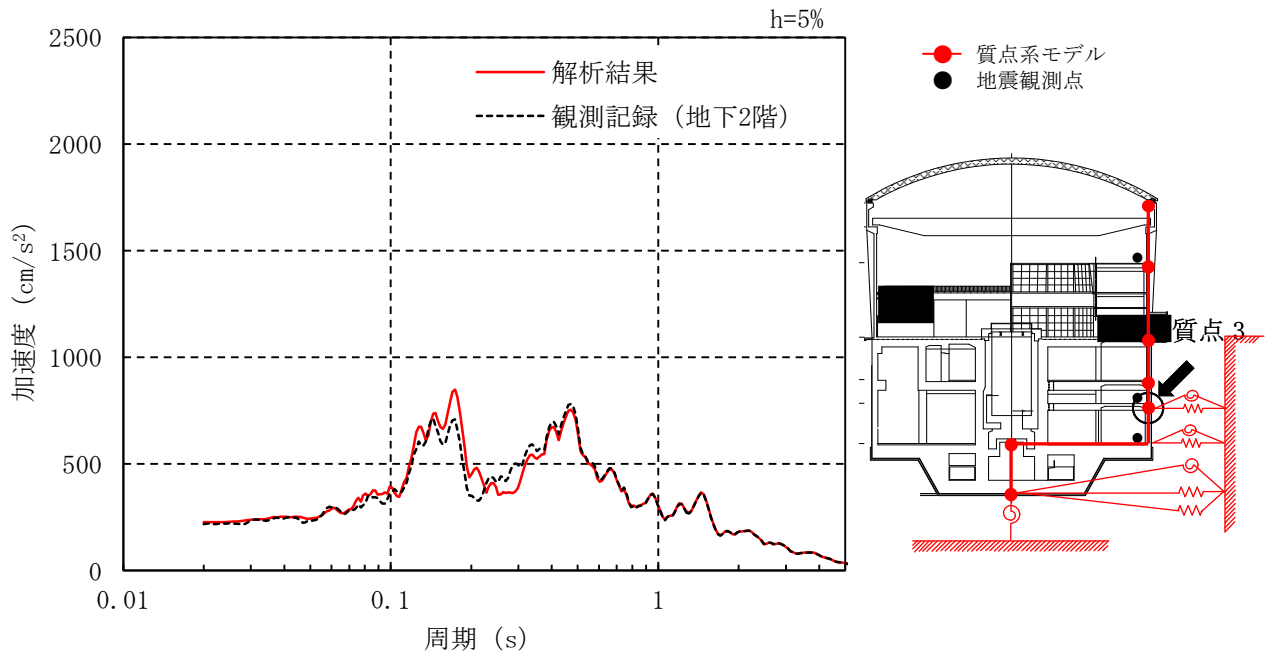 h=5%
2500
2000
1500
1000
500
0
加速度 (cm/s²)
0.01
0.1
1
周期 (s)
解析結果
観測記録 (地下2階)
質点系モデル
地震観測点
質点 3